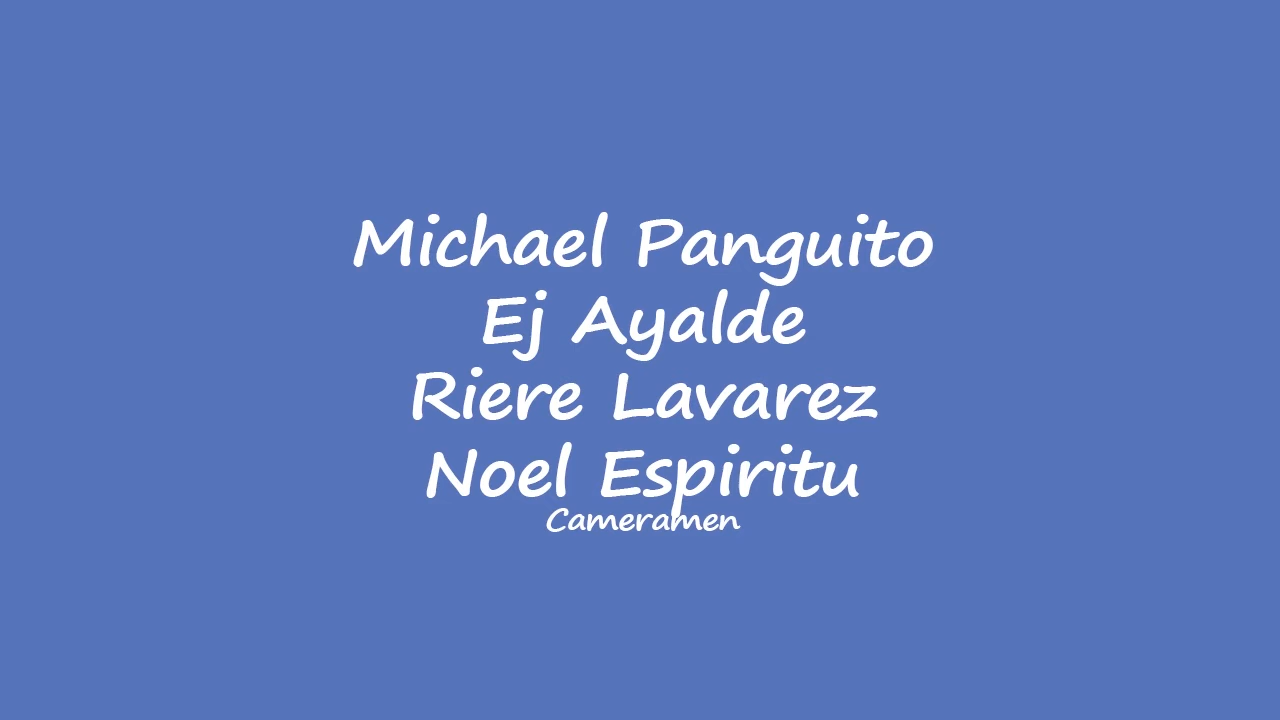 Michael Panguito
Ej Ayalde
Riere Lavarez
Noel Espiritu
Cameramen